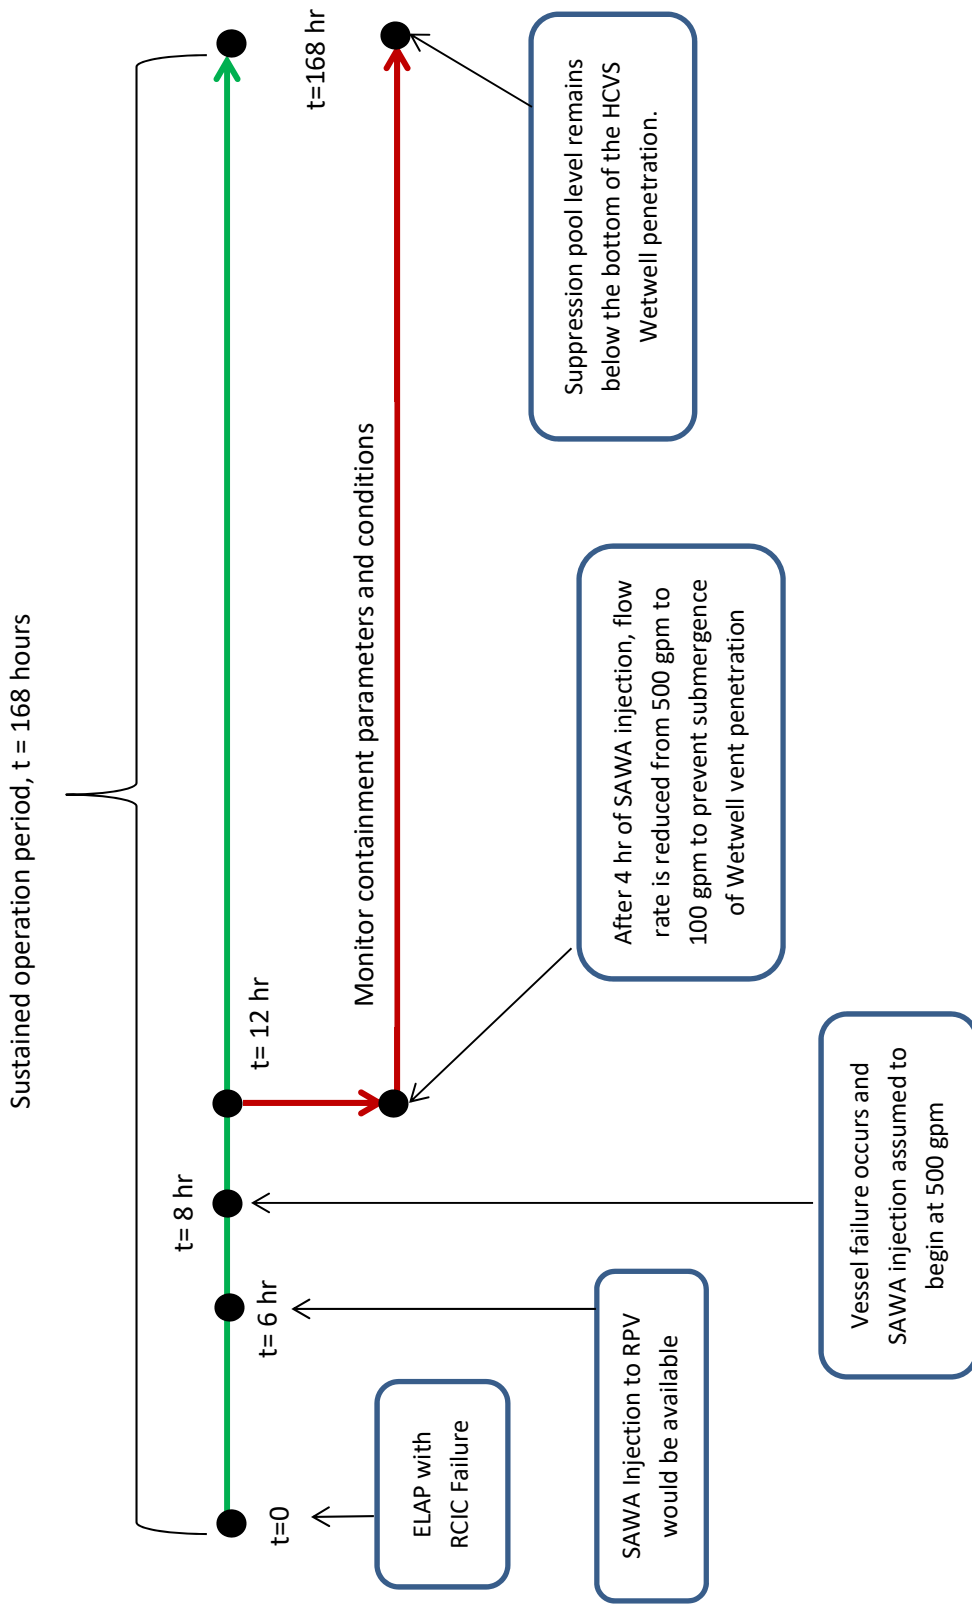 Sustained operation period, t = 168 hours
t=0
t= 6 hr
t= 8 hr
t= 12 hr
t=168 hr
Monitor containment parameters and conditions
ELAP with
RCIC Failure
SAWA Injection to RPV
would be available
Vessel failure occurs and
SAWA injection assumed to
begin at 500 gpm
After 4 hr of SAWA injection, flow
rate is reduced from 500 gpm to
100 gpm to prevent submergence
of Wetwell vent penetration
Suppression pool level remains
below the bottom of the HCVS
Wetwell penetration.